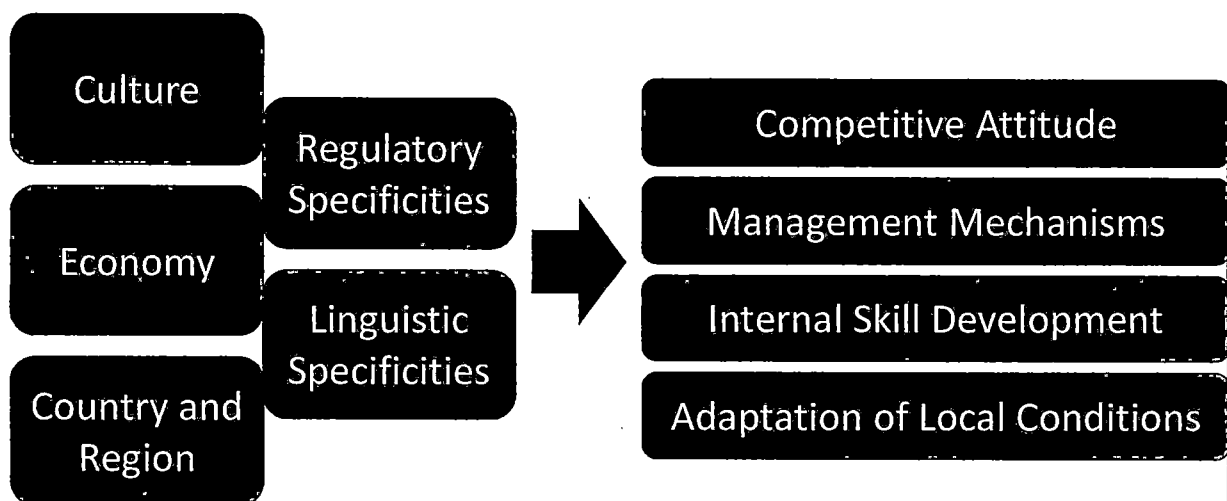 Culture
Economy
Country and
Region
Regulatory
Specificities
Linguistic
Specificities
Competitive Attitude
Management Mechanisms
Internal Skill Development
Adaptation of Local Conditions